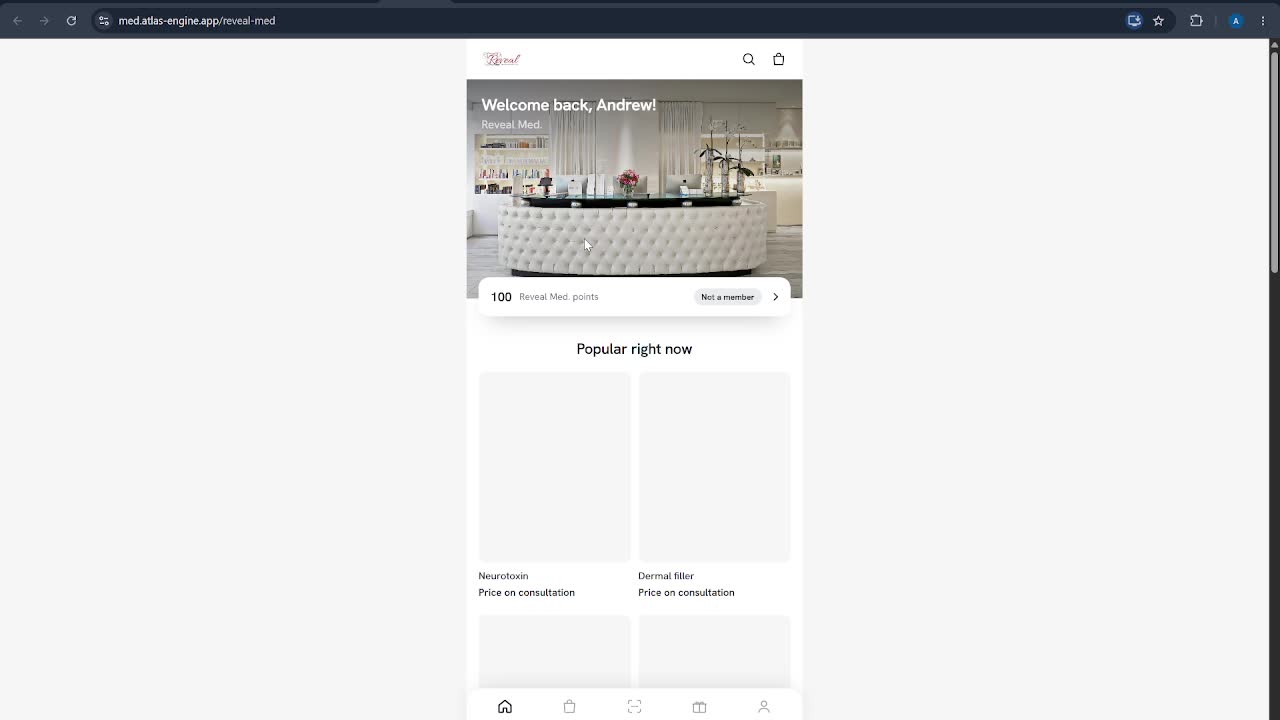 med.atlas-engine.app/reveal-med
A
Reveal
Welcome back, Andrew!
Reveal Med.
100 Reveal Med. points Not a member
Popular right now
Neurotoxin Dermal filler
Price on consultation Price on consultation